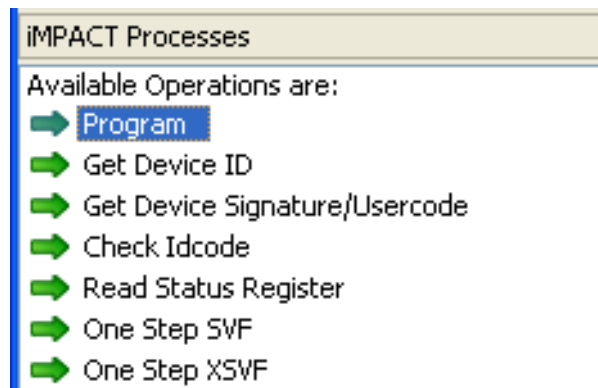 iMPACT Processes
Available Operations are:
Program
Get Device ID
Get Device Signature/Usercode
Check Idcode
Read Status Register
One Step SVF
One Step XSVF